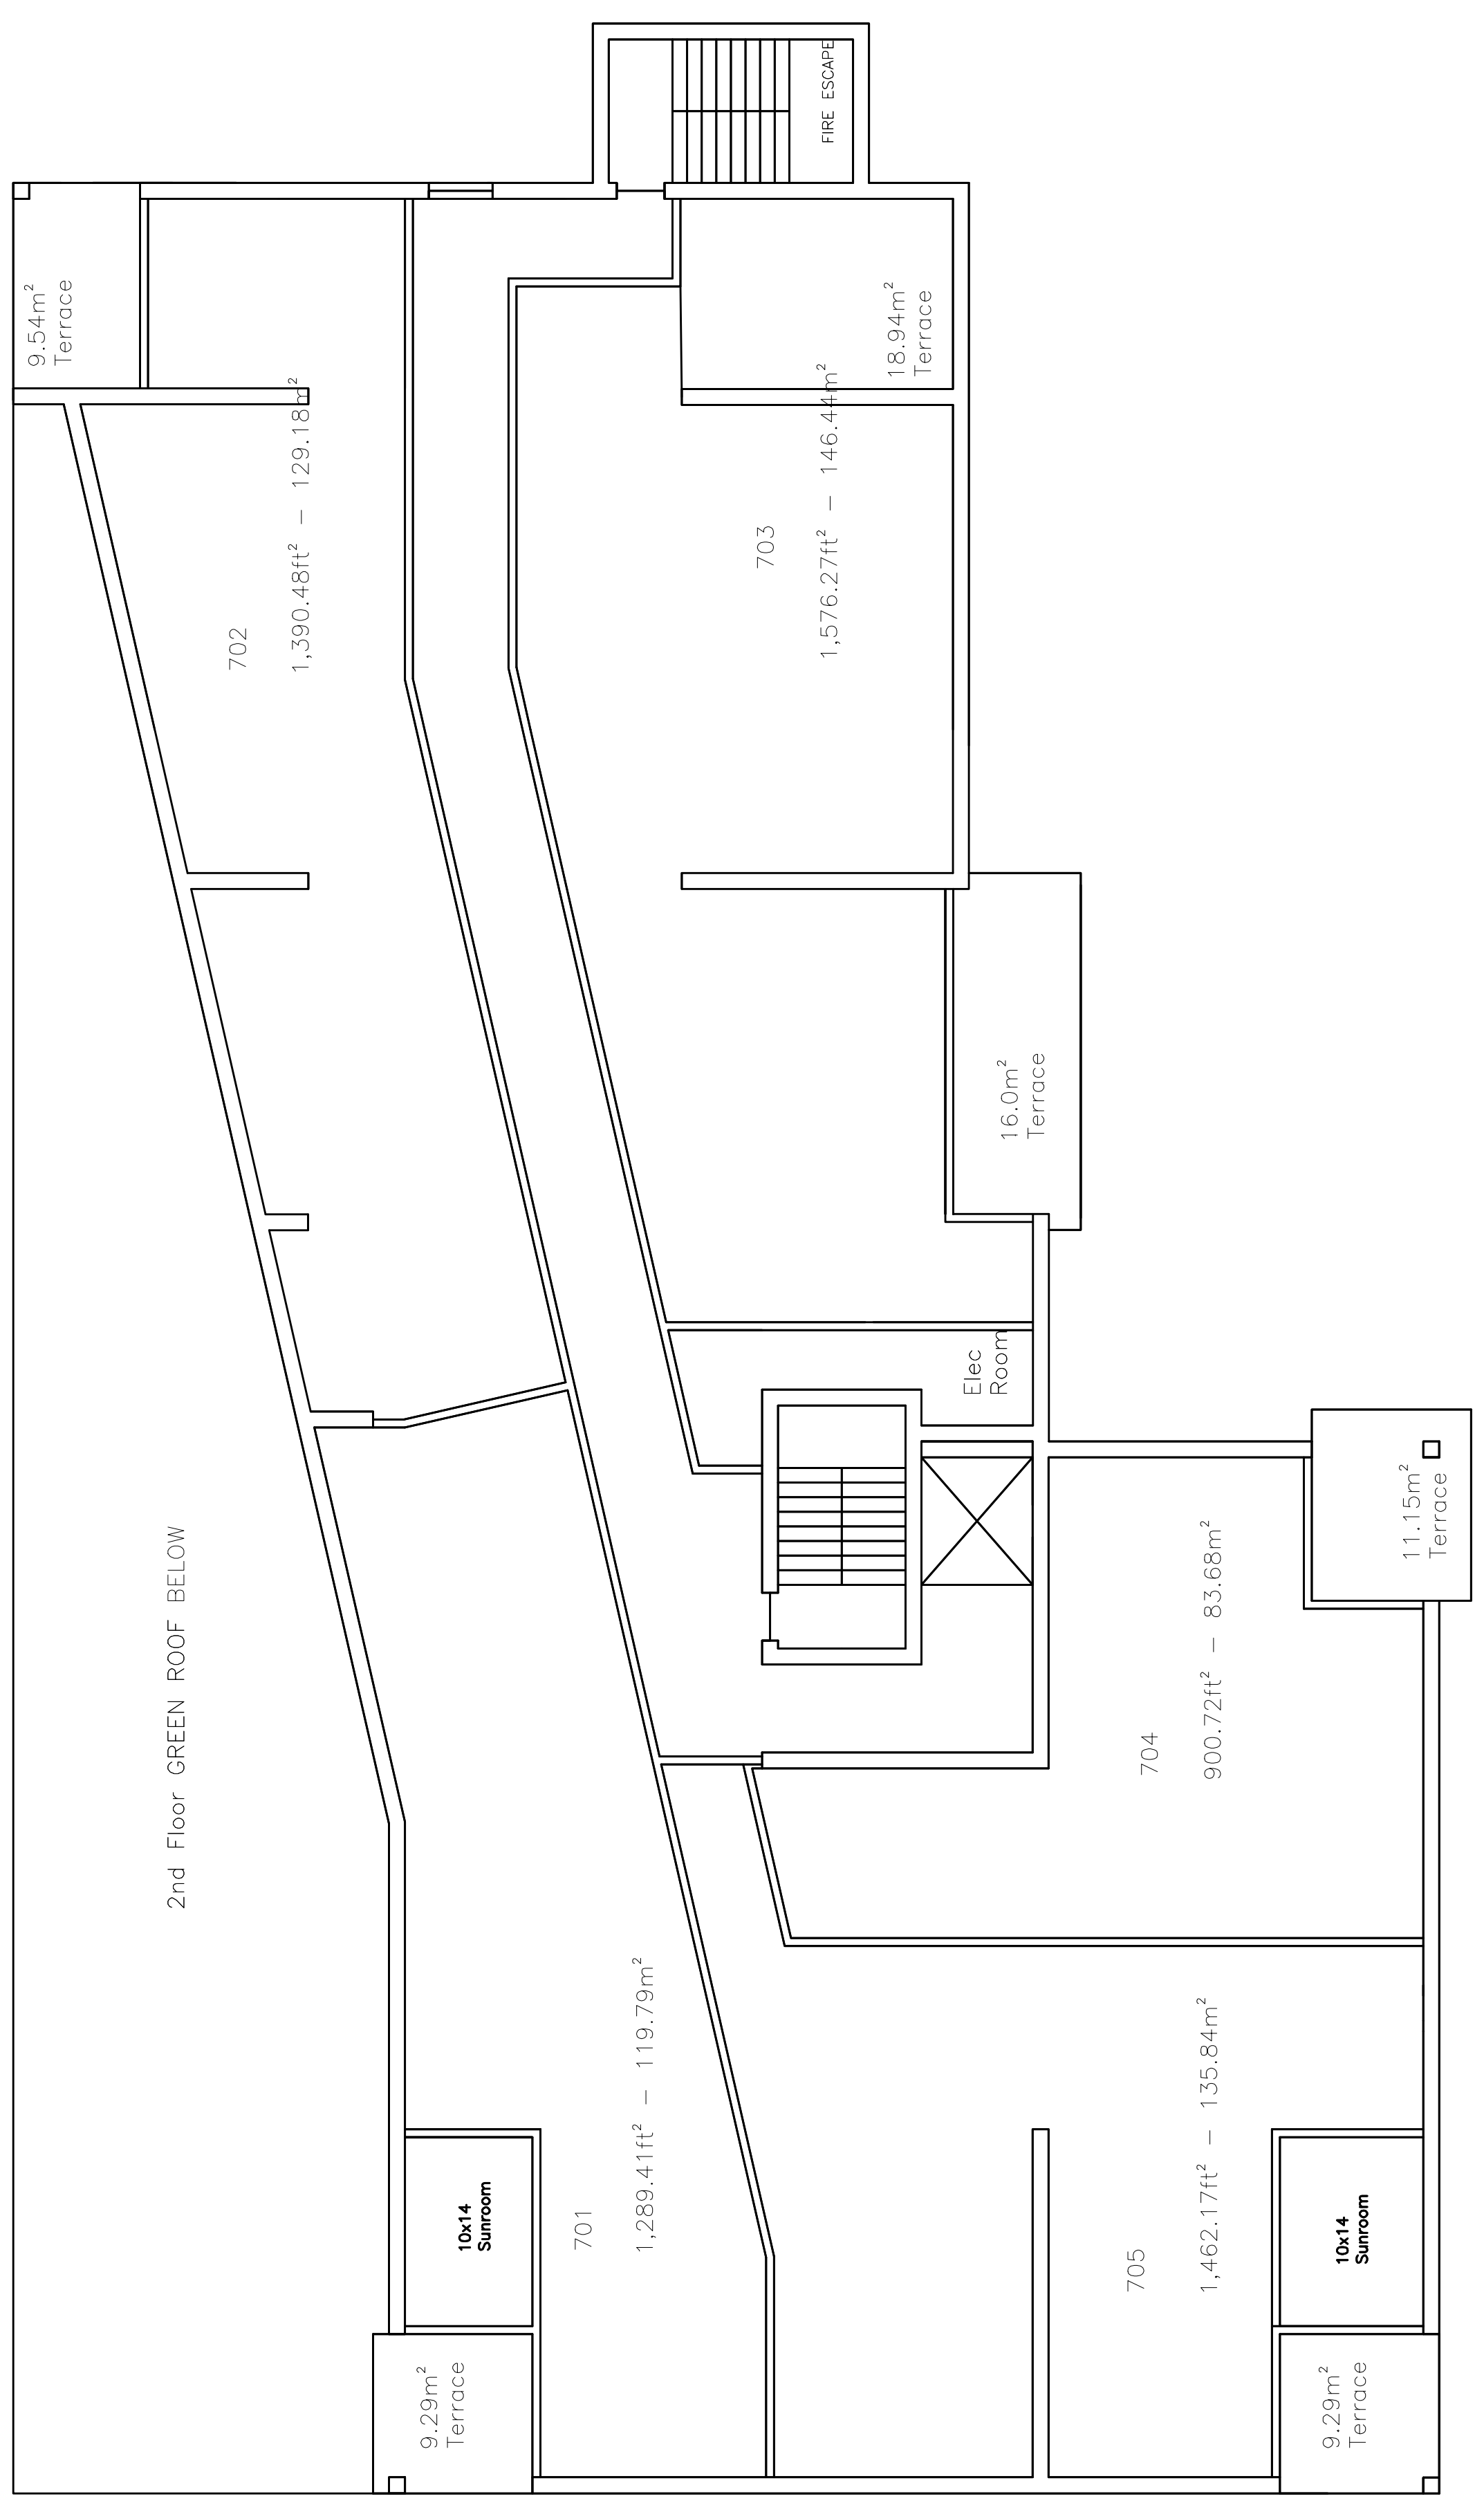 FIRE ESCAPE
9.54m²
Terrace
18.94m²
Terrace
702
1,390.48ft² – 129.18m²
703
1,576.27ft² – 146.44m²
16.0m²
Terrace
Elec
Room
11.15m²
Terrace
2nd Floor GREEN ROOF BELOW
704
900.72ft² – 83.68m²
701
1,289.41ft² – 119.79m²
705
1,462.17ft² – 135.84m²
10x14
Sunroom
10x14
Sunroom
9.29m²
Terrace
9.29m²
Terrace